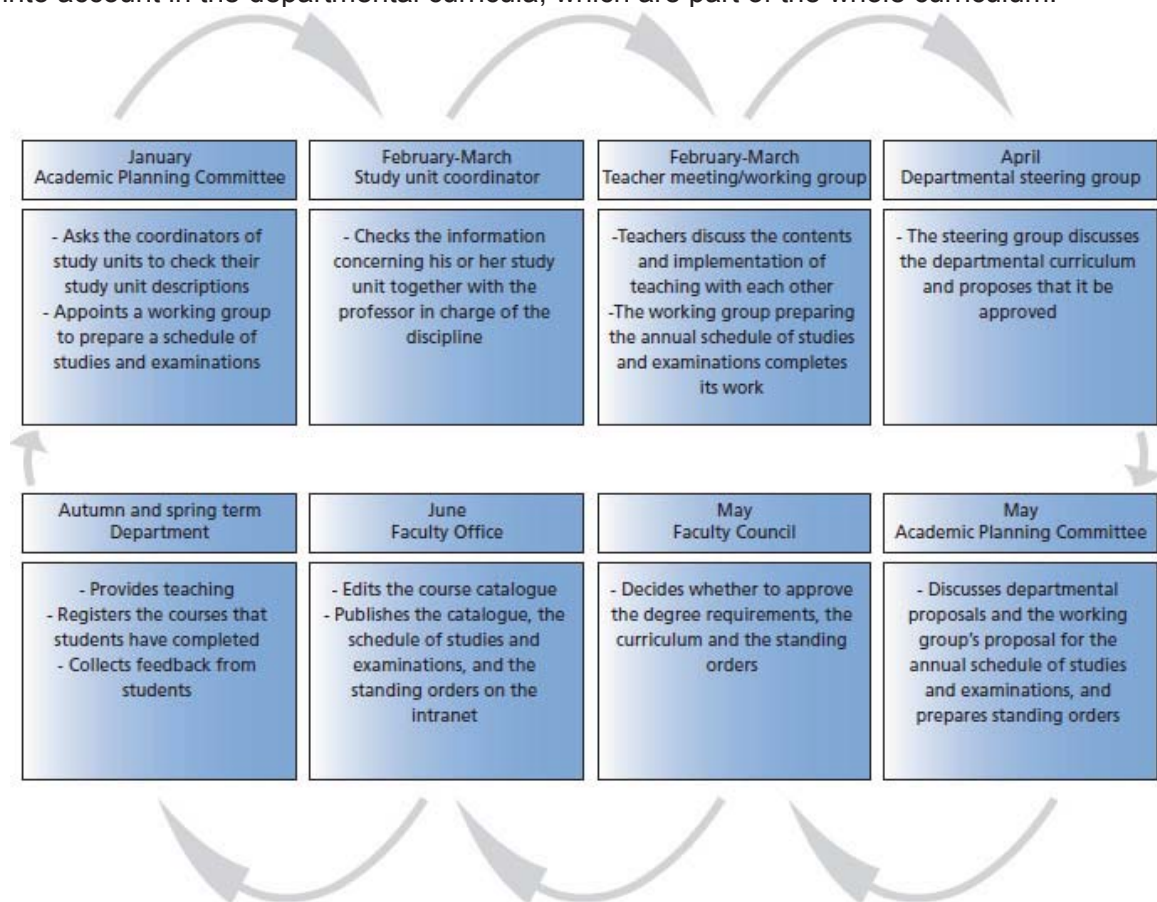 into account in the departmental curricula, which are part of the whole curriculum.
January
Academic Planning Committee
- Asks the coordinators of
study units to check their
study unit descriptions
- Appoints a working group
to prepare a schedule of
studies and examinations
February-March
Study unit coordinator
- Checks the information
concerning his or her study
unit together with the
professor in charge of the
discipline
February-March
Teacher meeting/working group
-Teachers discuss the contents
and implementation of
teaching with each other
-The working group preparing
the annual schedule of studies
and examinations completes
its work
April
Departmental steering group
- The steering group discusses
the departmental curriculum
and proposes that it be
approved
May
Academic Planning Committee
- Discusses departmental
proposals and the working
group's proposal for the
annual schedule of studies
and examinations, and
prepares standing orders
May
Faculty Council
- Decides whether to approve
the degree requirements, the
curriculum and the standing
orders
June
Faculty Office
- Edits the course catalogue
- Publishes the catalogue, the
schedule of studies and
examinations, and the
standing orders on the
intranet
Autumn and spring term
Department
- Provides teaching
- Registers the courses that
students have completed
- Collects feedback from
students